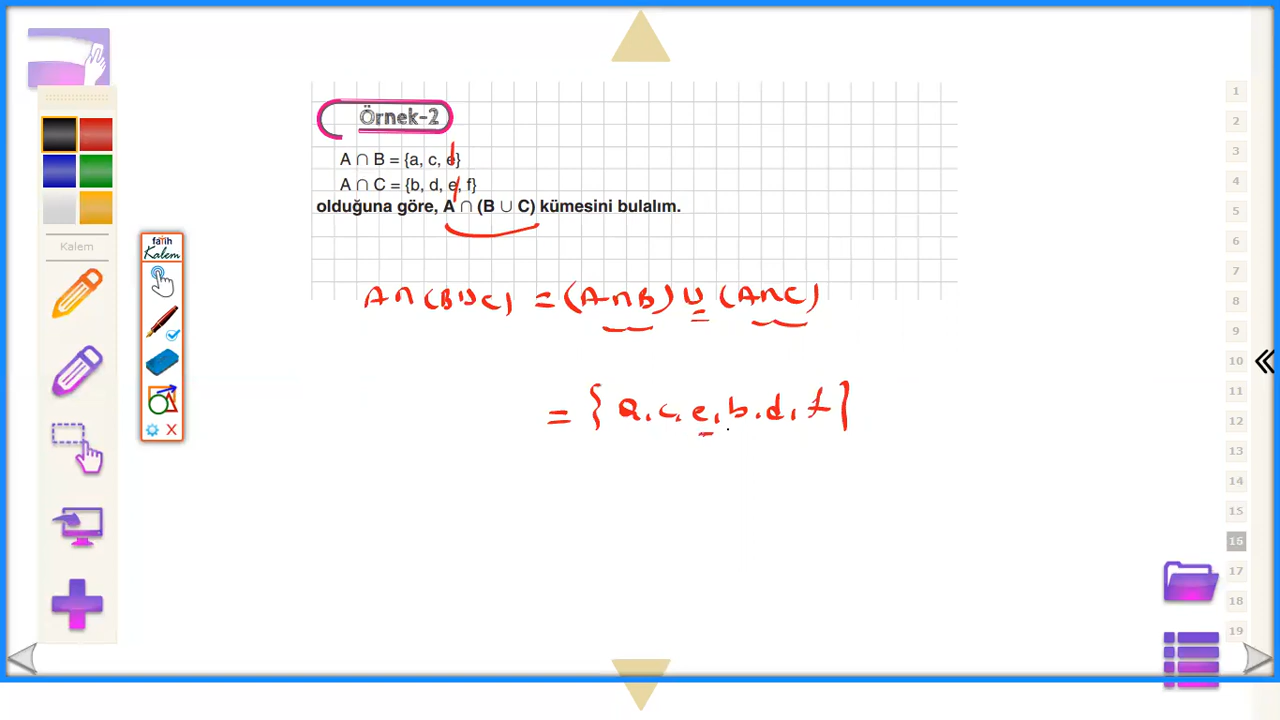 Örnek-2
A ∩ B = {a, c, e}
A ∩ C = {b, d, e, f}
olduğuna göre, A ∩ (B ∪ C) kümesini bulalım.
A∩(B∪C) = (A∩B) ∪ (A∩C)
= { a, c, e, b, d, f }
Kalem
fatih
Kalem
1
2
3
4
5
6
7
8
9
10
11
12
13
14
15
16
17
18
19